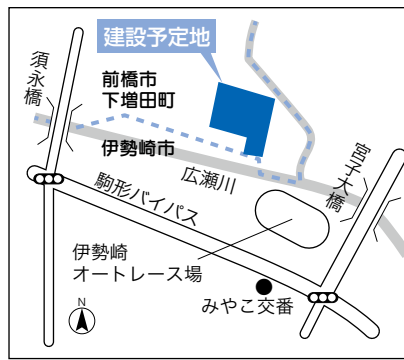 建設予定地
須永橋
前橋市
下増田町
伊勢崎市
広瀬川
宮子大橋
駒形バイパス
伊勢崎
オートレース場
みやこ交番
N